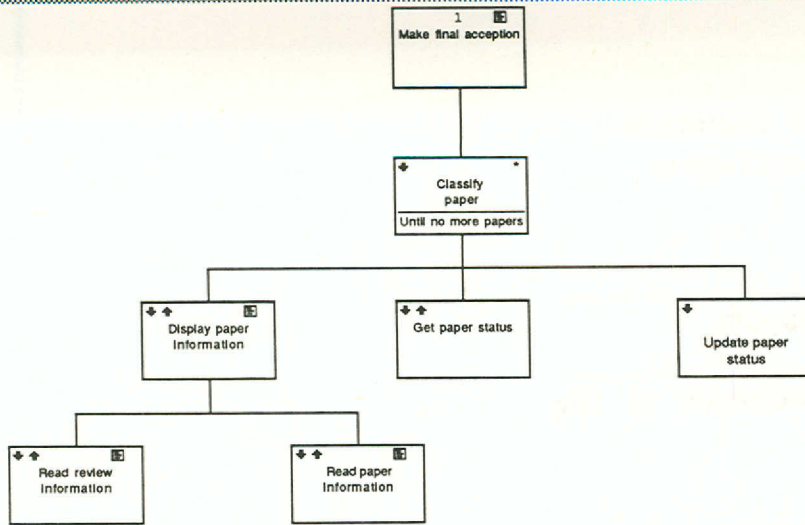 1
Make final acception
*
Classify
paper
Until no more papers
Display paper
Information
Get paper status
Update paper
status
Read review
Information
Read paper
Information